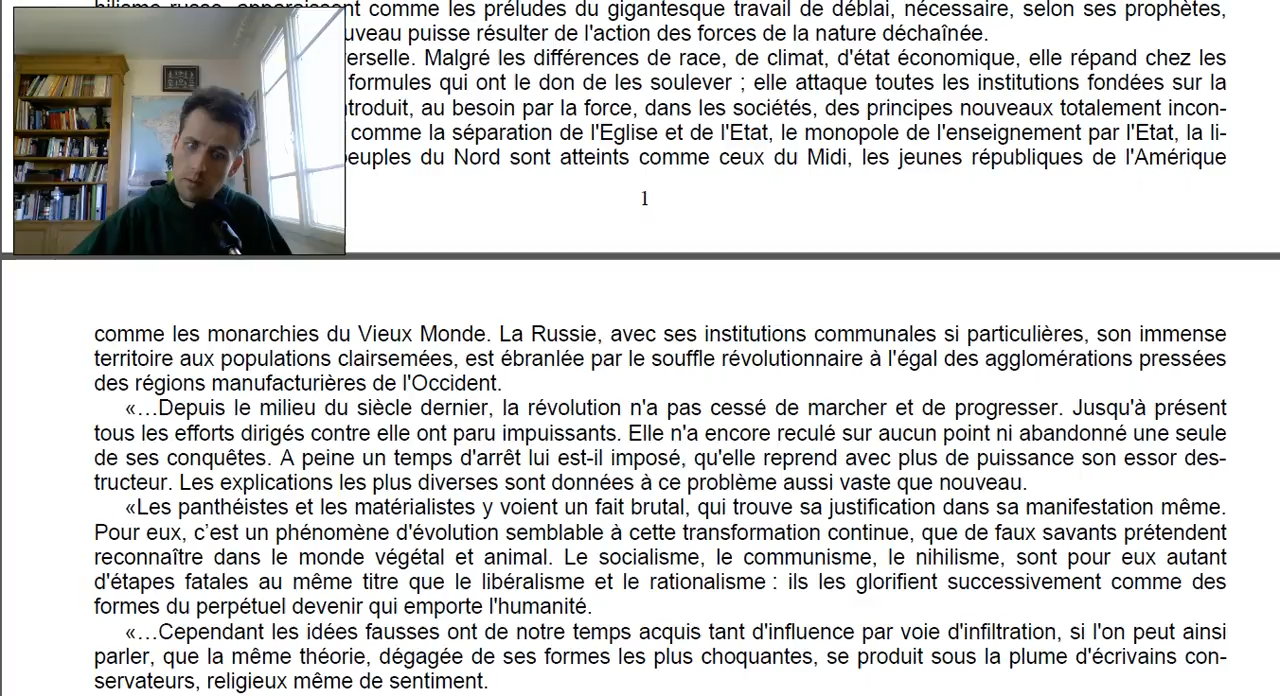 bilisme russe, apparaissent comme les préludes du gigantesque travail de déblai, nécessaire, selon ses prophètes,
uveau puisse résulter de l'action des forces de la nature déchaînée.
erselle. Malgré les différences de race, de climat, d'état économique, elle répand chez les
formules qui ont le don de les soulever ; elle attaque toutes les institutions fondées sur la
troduit, au besoin par la force, dans les sociétés, des principes nouveaux totalement incon-
comme la séparation de l'Eglise et de l'Etat, le monopole de l'enseignement par l'Etat, la li-
euples du Nord sont atteints comme ceux du Midi, les jeunes républiques de l'Amérique
1
comme les monarchies du Vieux Monde. La Russie, avec ses institutions communales si particulières, son immense
territoire aux populations clairsemées, est ébranlée par le souffle révolutionnaire à l'égal des agglomérations pressées
des régions manufacturières de l'Occident.
«…Depuis le milieu du siècle dernier, la révolution n'a pas cessé de marcher et de progresser. Jusqu'à présent
tous les efforts dirigés contre elle ont paru impuissants. Elle n'a encore reculé sur aucun point ni abandonné une seule
de ses conquêtes. A peine un temps d'arrêt lui est-il imposé, qu'elle reprend avec plus de puissance son essor des-
tructeur. Les explications les plus diverses sont données à ce problème aussi vaste que nouveau.
«Les panthéistes et les matérialistes y voient un fait brutal, qui trouve sa justification dans sa manifestation même.
Pour eux, c’est un phénomène d'évolution semblable à cette transformation continue, que de faux savants prétendent
reconnaître dans le monde végétal et animal. Le socialisme, le communisme, le nihilisme, sont pour eux autant
d'étapes fatales au même titre que le libéralisme et le rationalisme : ils les glorifient successivement comme des
formes du perpétuel devenir qui emporte l'humanité.
«…Cependant les idées fausses ont de notre temps acquis tant d'influence par voie d'infiltration, si l'on peut ainsi
parler, que la même théorie, dégagée de ses formes les plus choquantes, se produit sous la plume d'écrivains con-
servateurs, religieux même de sentiment.